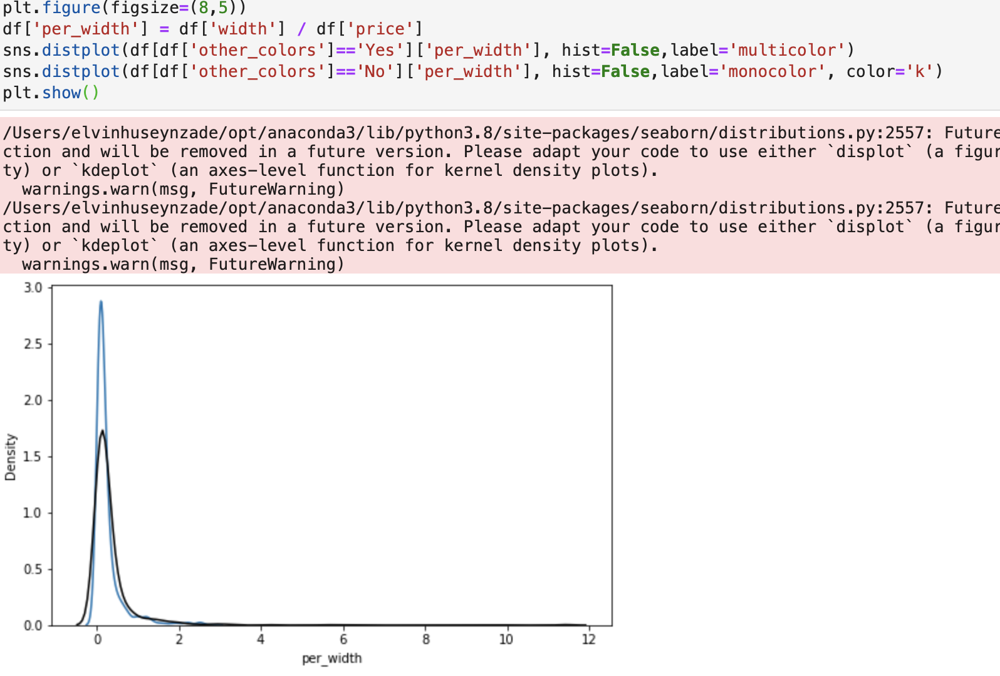 plt.figure(figsize=(8,5))
df['per_width'] = df['width'] / df['price']
sns.distplot(df[df['other_colors']=='Yes']['per_width'], hist=False,label='multicolor')
sns.distplot(df[df['other_colors']=='No']['per_width'], hist=False,label='monocolor', color='k')
plt.show()
/Users/elvinhuseynzade/opt/anaconda3/lib/python3.8/site-packages/seaborn/distributions.py:2557: Future
ction and will be removed in a future version. Please adapt your code to use either `displot` (a figur
ty) or `kdeplot` (an axes-level function for kernel density plots).
warnings.warn(msg, FutureWarning)
/Users/elvinhuseynzade/opt/anaconda3/lib/python3.8/site-packages/seaborn/distributions.py:2557: Future
ction and will be removed in a future version. Please adapt your code to use either `displot` (a figur
ty) or `kdeplot` (an axes-level function for kernel density plots).
warnings.warn(msg, FutureWarning)
3.0
2.5
2.0
1.5
1.0
0.5
0.0
Density
0 2 4 6 8 10 12
per_width